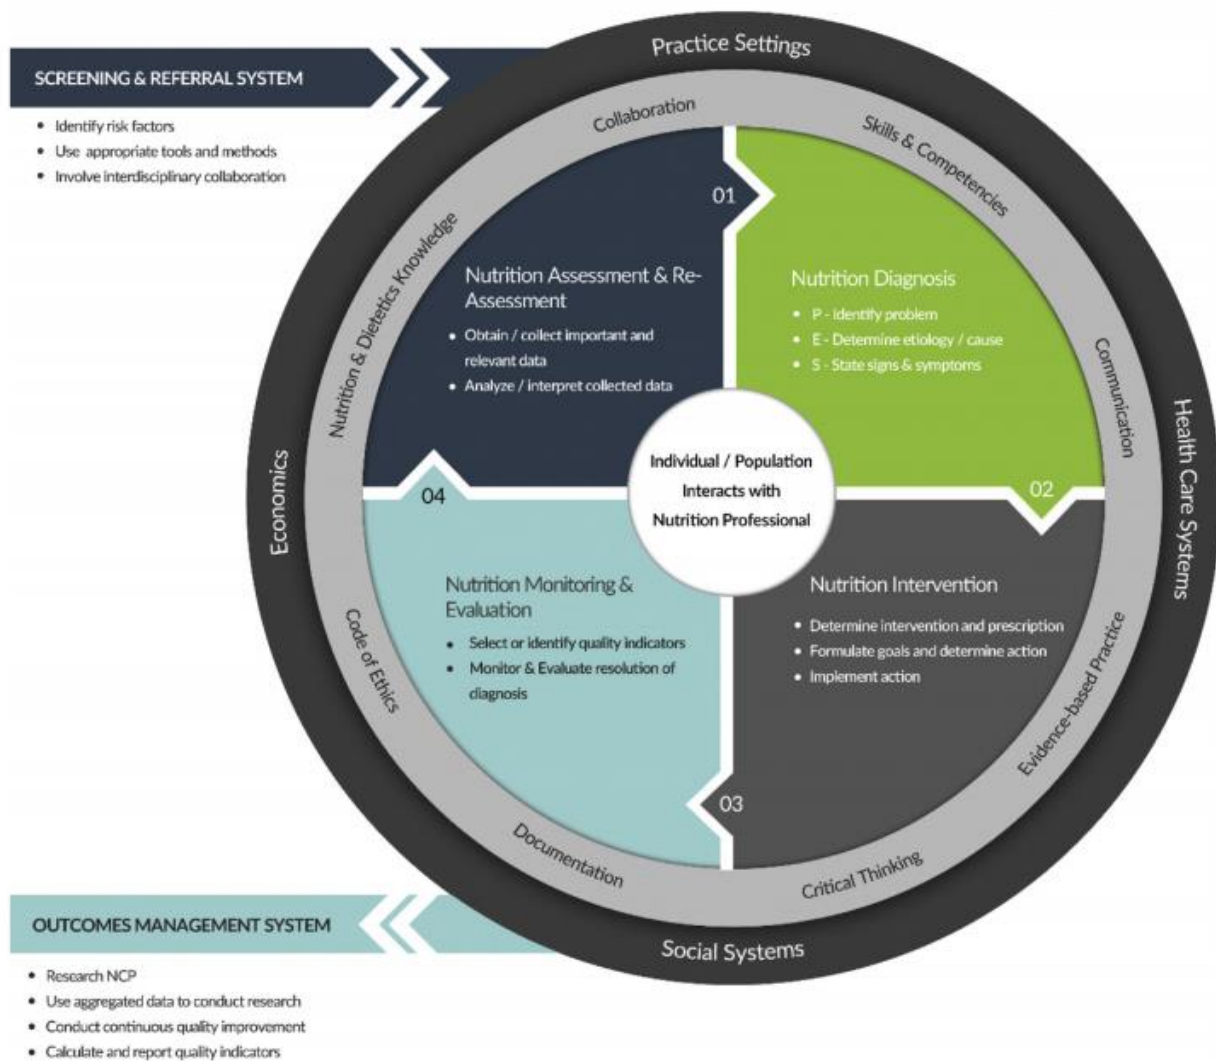 Practice Settings
SCREENING & REFERRAL SYSTEM
• Identify risk factors
• Use appropriate tools and methods
• Involve interdisciplinary collaboration
Collaboration
Skills & Competencies
Nutrition & Dietetics Knowledge
Communication
Economics
Health Care Systems
Code of Ethics
Evidence-based Practice
Documentation
Critical Thinking
Social Systems
01
Nutrition Assessment & Re-
Assessment
• Obtain / collect important and
relevant data
• Analyze / interpret collected data
Nutrition Diagnosis
• P - Identify problem
• E - Determine etiology / cause
• S - State signs & symptoms
02
Individual / Population
Interacts with
Nutrition Professional
04
Nutrition Monitoring &
Evaluation
• Select or identify quality indicators
• Monitor & Evaluate resolution of
diagnosis
Nutrition Intervention
• Determine intervention and prescription
• Formulate goals and determine action
• Implement action
03
OUTCOMES MANAGEMENT SYSTEM
• Research NCP
• Use aggregated data to conduct research
• Conduct continuous quality improvement
• Calculate and report quality indicators